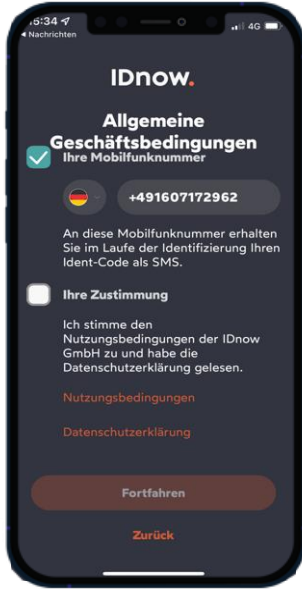 15:34
4G
Nachrichten
IDnow.
Allgemeine
Geschäftsbedingungen
Ihre Mobilfunknummer
+491607172962
An diese Mobilfunknummer erhalten
Sie im Laufe der Identifizierung Ihren
Ident-Code als SMS.
Ihre Zustimmung
Ich stimme den
Nutzungsbedingungen der IDnow
GmbH zu und habe die
Datenschutzerklärung gelesen.
Nutzungsbedingungen
Datenschutzerklärung
Fortfahren
Zurück